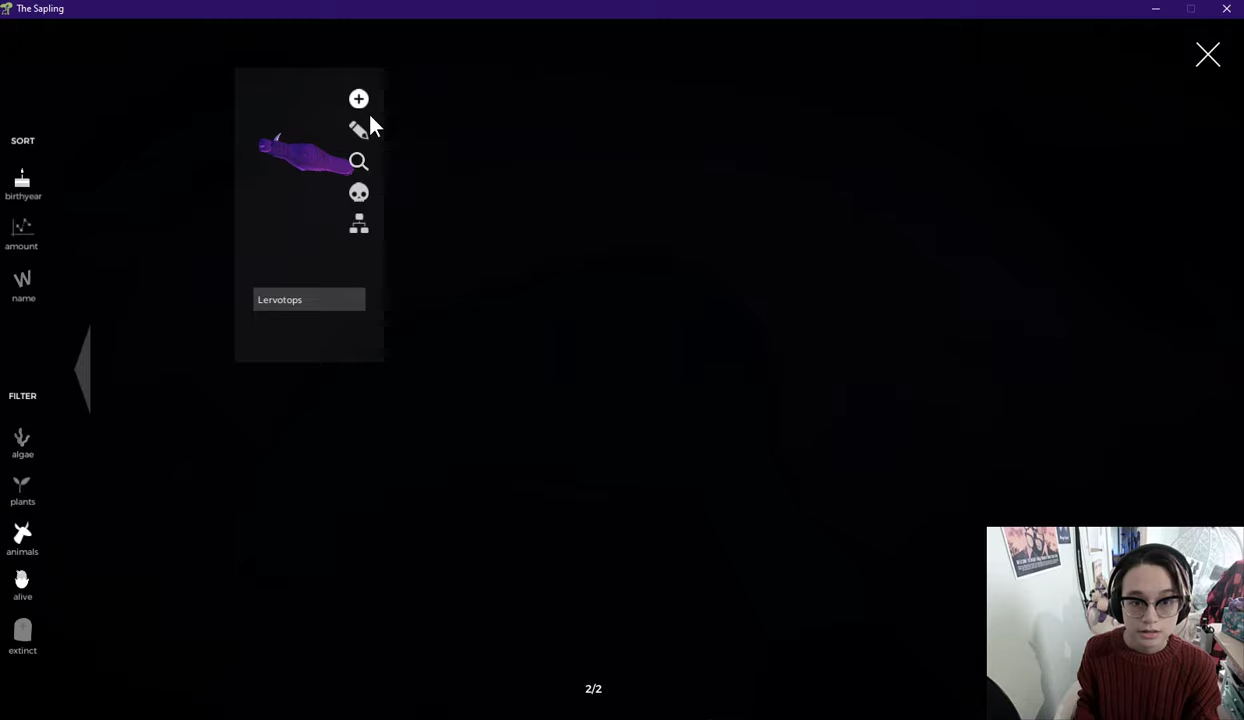 The Sapling
SORT
birthyear
amount
W
name
Lervotops
FILTER
algae
plants
animals
alive
extinct
2/2